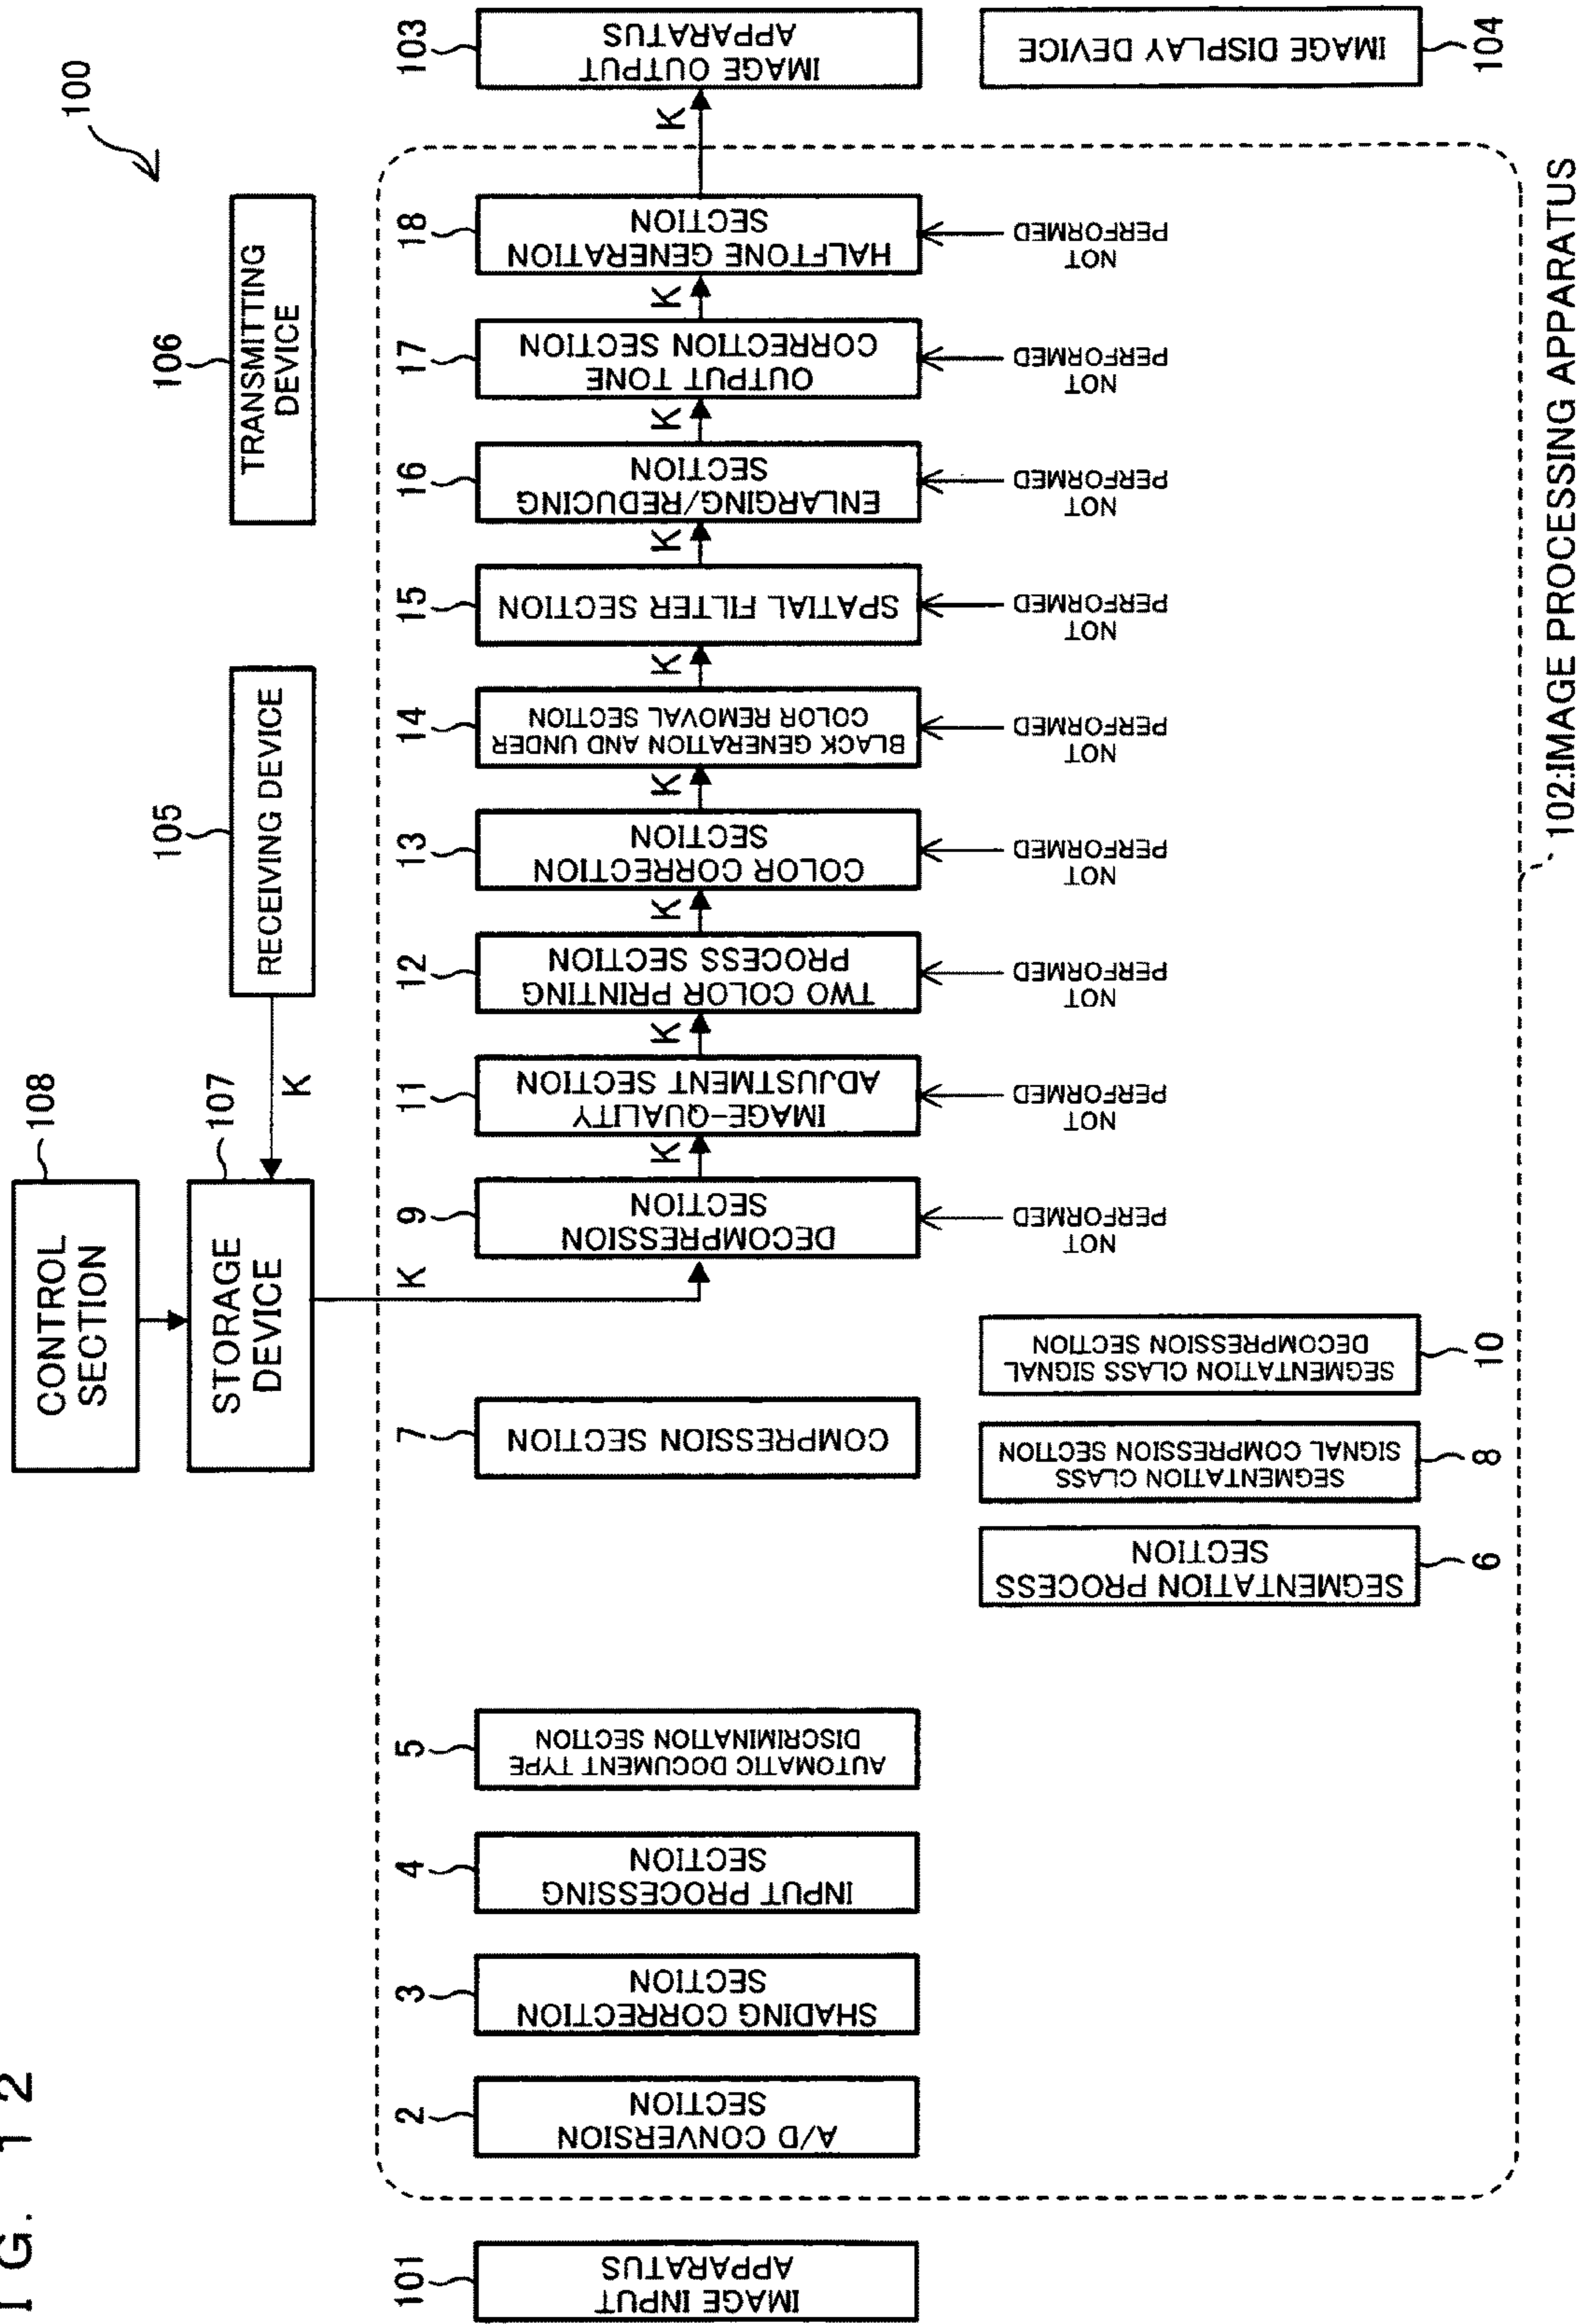 I G. 1 2
100
CONTROL
SECTION
108
STORAGE
DEVICE
107
K
RECEIVING DEVICE
105
TRANSMITTING
DEVICE
106
K
101
IMAGE INPUT
APPARATUS
2
A/D CONVERSION
SECTION
3
SHADING CORRECTION
SECTION
4
INPUT PROCESSING
SECTION
5
AUTOMATIC DOCUMENT TYPE
DISCRIMINATION SECTION
7
COMPRESSION SECTION
9
DECOMPRESSION
SECTION
K
11
IMAGE-QUALITY
ADJUSTMENT SECTION
K
12
TWO COLOR PRINTING
PROCESS SECTION
K
13
COLOR CORRECTION
SECTION
K
14
BLACK GENERATION AND UNDER
COLOR REMOVAL SECTION
K
15
SPATIAL FILTER SECTION
K
16
ENLARGING/REDUCING
SECTION
K
17
OUTPUT TONE
CORRECTION SECTION
K
18
HALFTONE GENERATION
SECTION
K
103
IMAGE OUTPUT
APPARATUS
NOT
PERFORMED
NOT
PERFORMED
NOT
PERFORMED
NOT
PERFORMED
NOT
PERFORMED
NOT
PERFORMED
NOT
PERFORMED
NOT
PERFORMED
NOT
PERFORMED
SEGMENTATION PROCESS
SECTION
6
SEGMENTATION CLASS
SIGNAL COMPRESSION SECTION
8
SEGMENTATION CLASS SIGNAL
DECOMPRESSION SECTION
10
IMAGE DISPLAY DEVICE
104
102:IMAGE PROCESSING APPARATUS